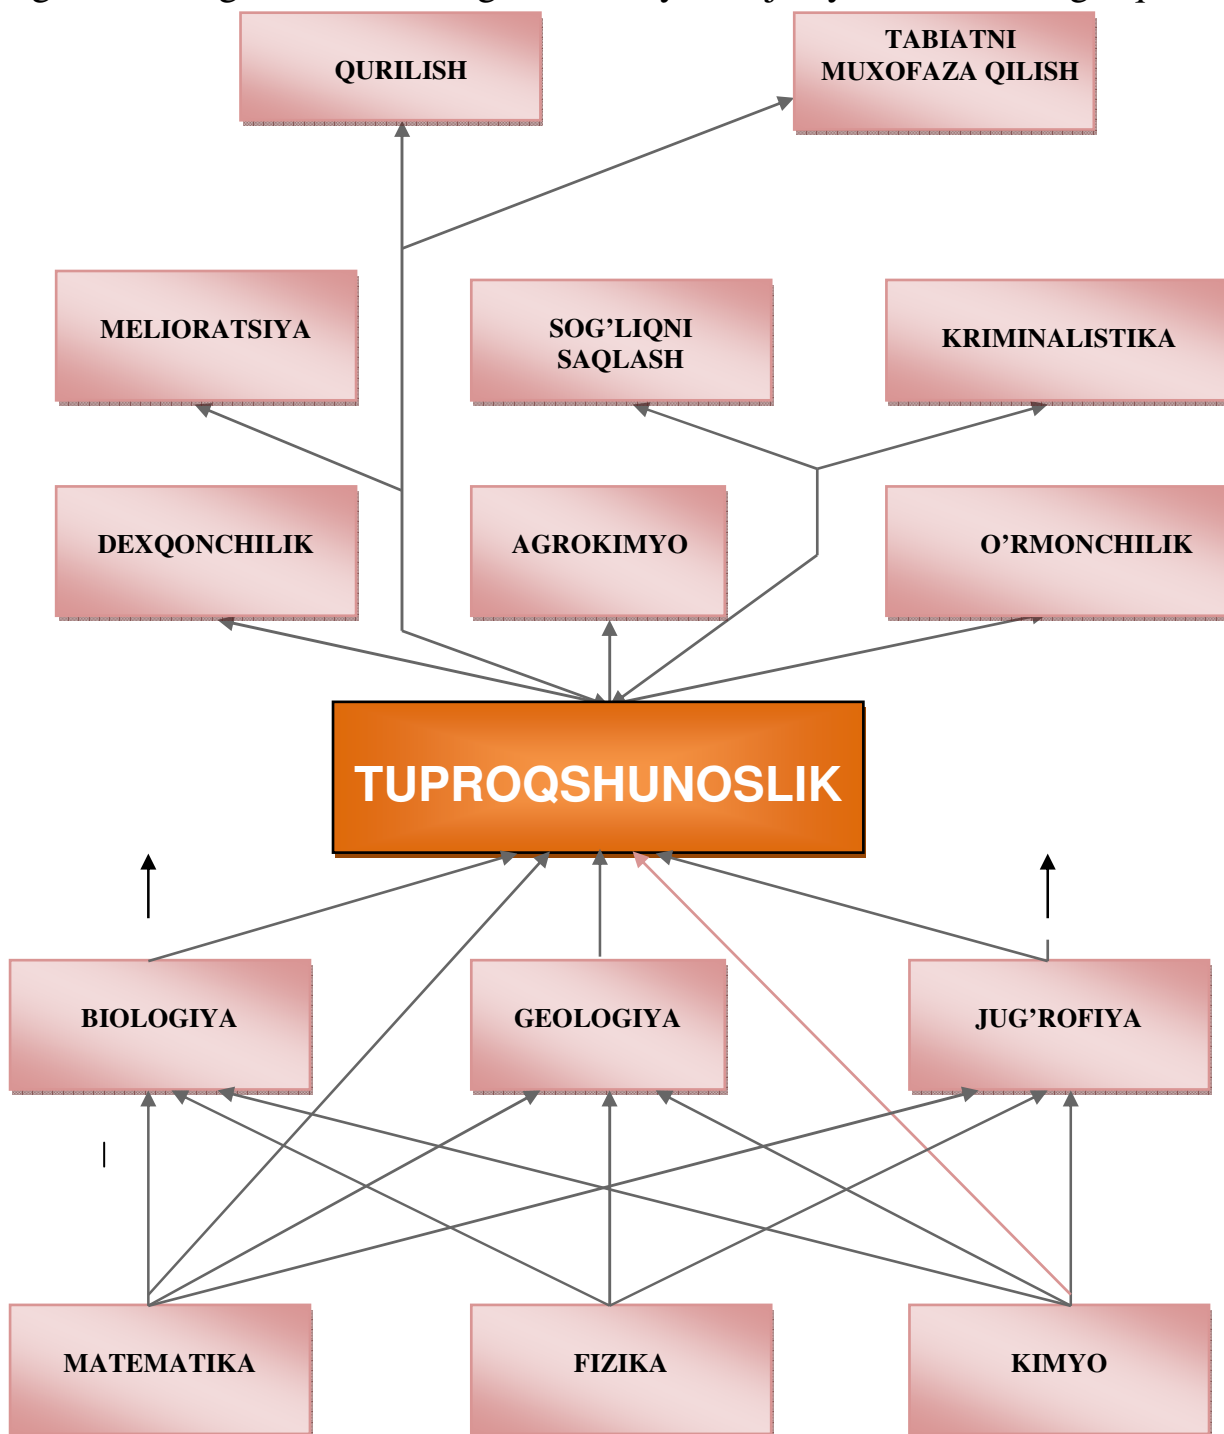 QURILISH
TABIATNI
MUXOFAZA QILISH
MELIORATSIYA
SOG’LIQNI
SAQLASH
KRIMINALISTIKA
DEXQONCHILIK
AGROKIMYO
O’RMONCHILIK
TUPROQSHUNOSLIK
BIOLOGIYA
GEOLOGIYA
JUG’ROFIYA
MATEMATIKA
FIZIKA
KIMYO